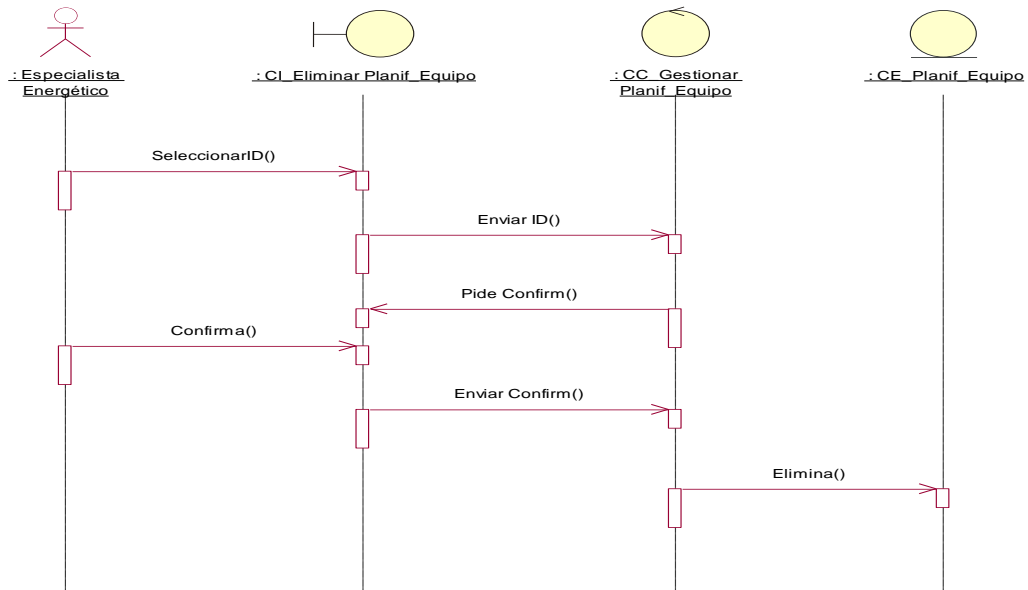 : Especialista
Energético
: CI_Eliminar Planif_Equipo
: CC_Gestionar
Planif_Equipo
: CE_Planif_Equipo
SeleccionarID()
Enviar ID()
Pide Confirm()
Confirma()
Enviar Confirm()
Elimina()